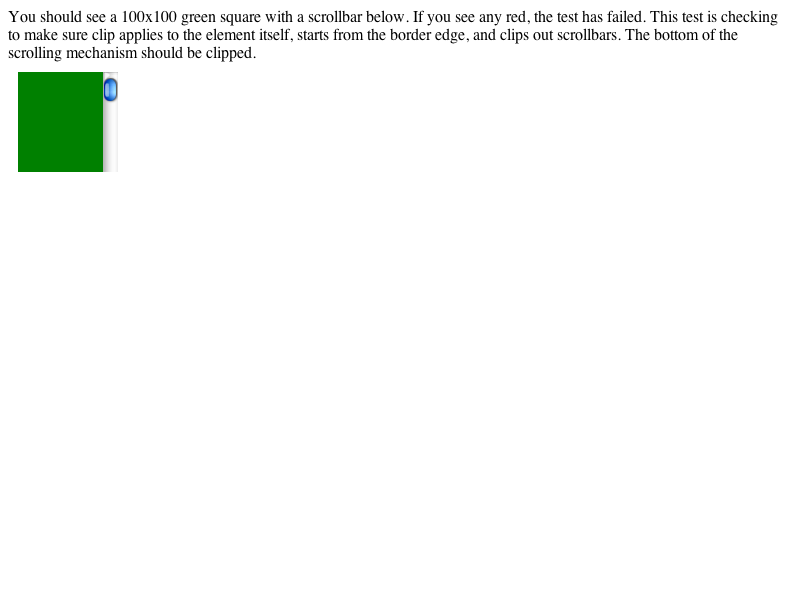 You should see a 100x100 green square with a scrollbar below. If you see any red, the test has failed. This test is checking
to make sure clip applies to the element itself, starts from the border edge, and clips out scrollbars. The bottom of the
scrolling mechanism should be clipped.